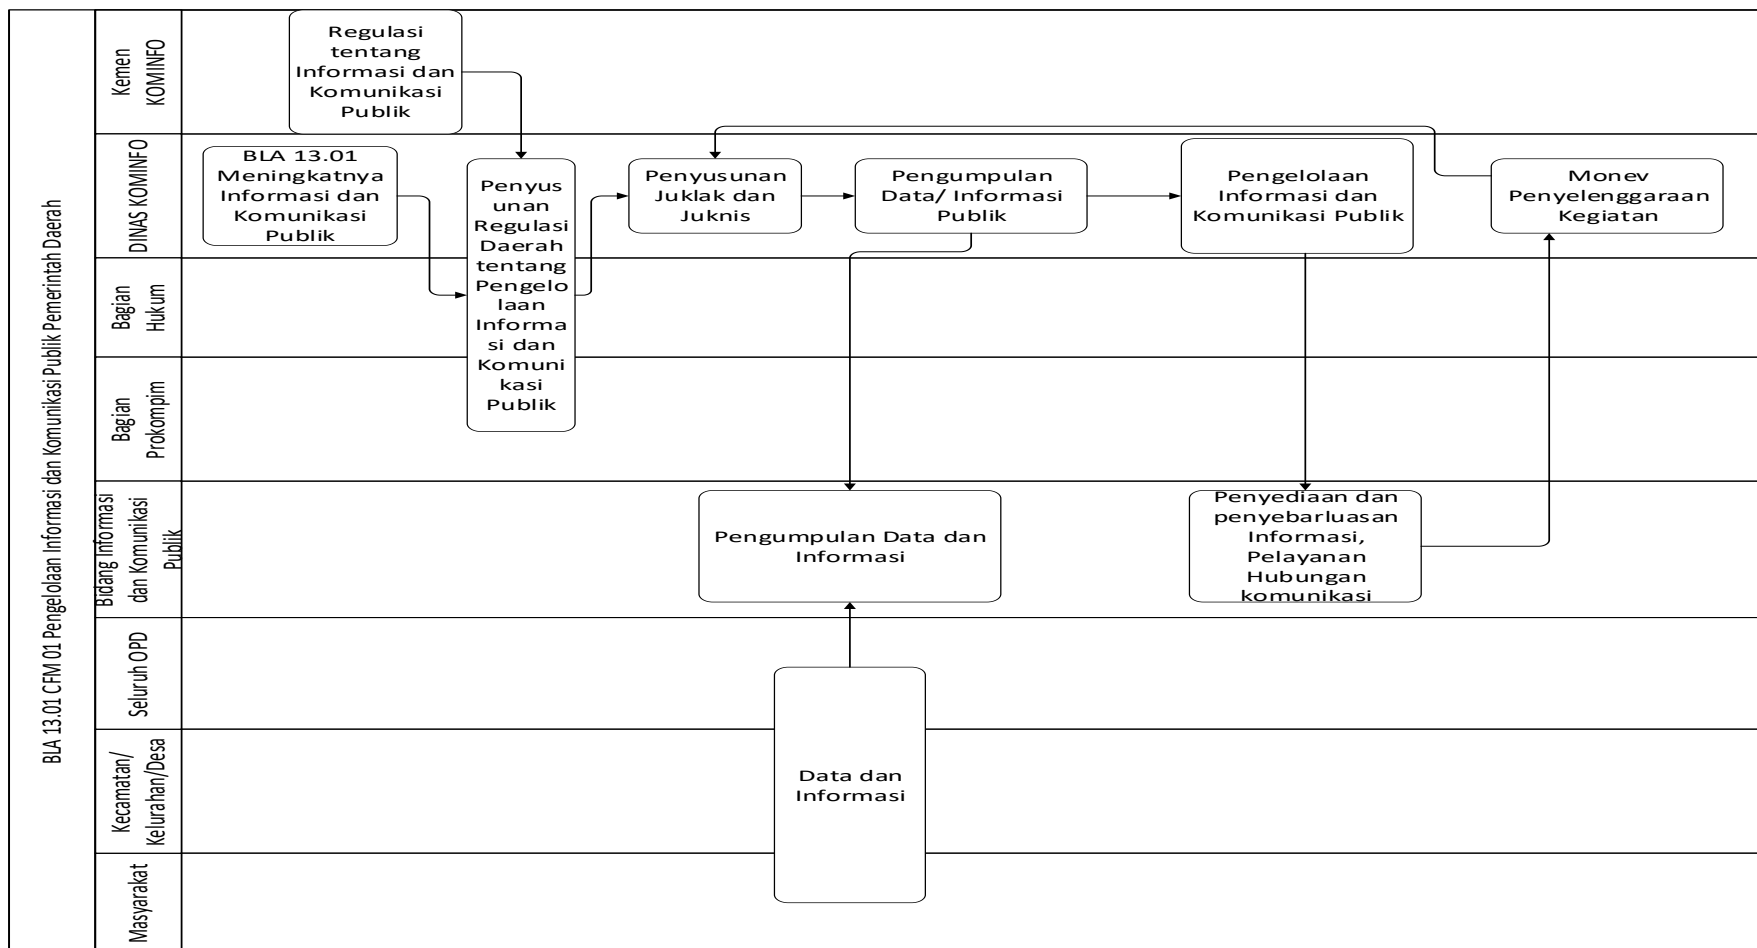 BLA 13.01 CFM 01 Pengelolaan Informasi dan Komunikasi Publik Pemerintah Daerah
Kemen
KOMINFO
Regulasi
tentang
Informasi dan
Komunikasi
Publik
DINAS KOMINFO
BLA 13.01
Meningkatnya
Informasi dan
Komunikasi
Publik
Penyus
unan
Regulasi
Daerah
tentang
Pengelo
laan
Informa
si dan
Komuni
kasi
Publik
Penyusunan
Juklak dan
Juknis
Pengumpulan
Data/ Informasi
Publik
Pengelolaan
Informasi dan
Komunikasi Publik
Monev
Penyelenggaraan
Kegiatan
Bagian
Hukum
Bagian
Prokompim
Bidang Informasi
dan Komunikasi
Publik
Pengumpulan Data dan
Informasi
Penyediaan dan
penyebarluasan
Informasi,
Pelayanan
Hubungan
komunikasi
Seluruh OPD
Kecamatan/
Kelurahan/Desa
Data dan
Informasi
Masyarakat